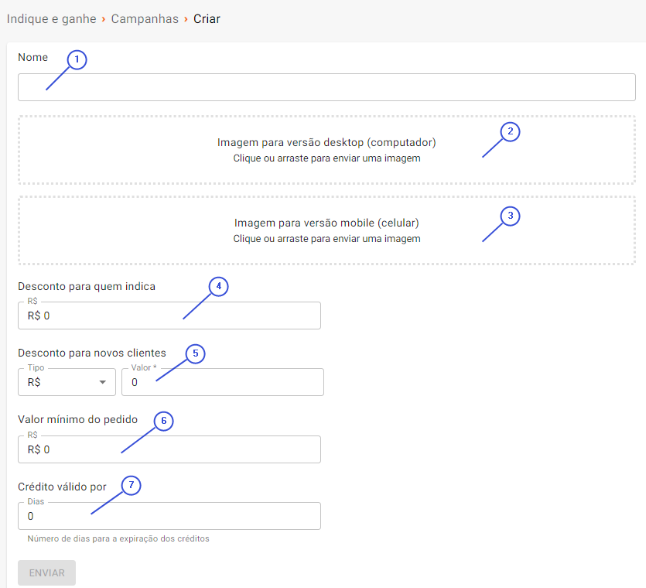 Indique e ganhe › Campanhas › Criar
Nome
1
Imagem para versão desktop (computador)
2
Clique ou arraste para enviar uma imagem
Imagem para versão mobile (celular)
3
Clique ou arraste para enviar uma imagem
Desconto para quem indica
4
R$
R$ 0
Desconto para novos clientes
5
Tipo
Valor *
R$
0
Valor mínimo do pedido
6
R$
R$ 0
Crédito válido por
7
Dias
0
Número de dias para a expiração dos créditos
ENVIAR